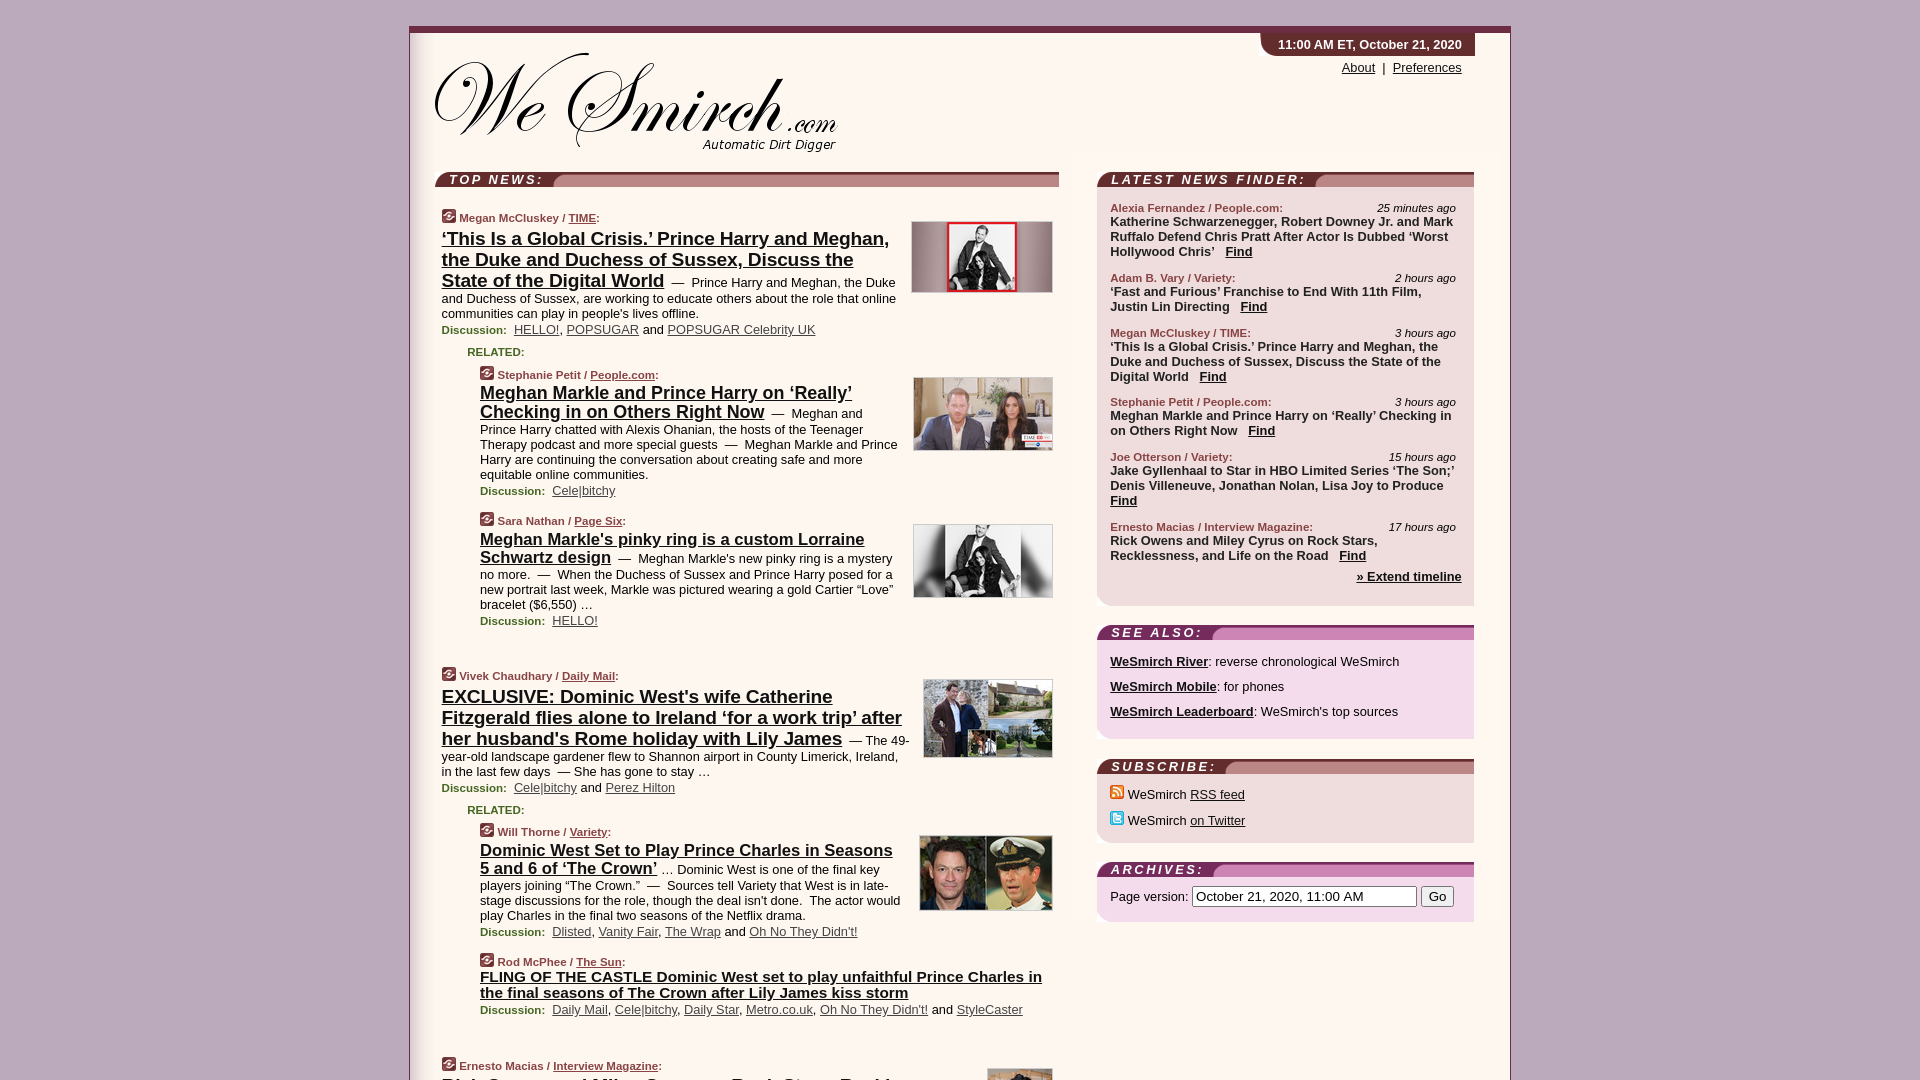 11:00 AM ET, October 21, 2020
About | Preferences
We Smirch .com
Automatic Dirt Digger
TOP NEWS:
Megan McCluskey / TIME:
‘This Is a Global Crisis.’ Prince Harry and Meghan,
the Duke and Duchess of Sussex, Discuss the
State of the Digital World — Prince Harry and Meghan, the Duke
and Duchess of Sussex, are working to educate others about the role that online
communities can play in people's lives offline.
Discussion: HELLO!, POPSUGAR and POPSUGAR Celebrity UK
RELATED:
Stephanie Petit / People.com:
Meghan Markle and Prince Harry on ‘Really’
Checking in on Others Right Now — Meghan and
Prince Harry chatted with Alexis Ohanian, the hosts of the Teenager
Therapy podcast and more special guests — Meghan Markle and Prince
Harry are continuing the conversation about creating safe and more
equitable online communities.
Discussion: Cele|bitchy
Sara Nathan / Page Six:
Meghan Markle's pinky ring is a custom Lorraine
Schwartz design — Meghan Markle's new pinky ring is a mystery
no more. — When the Duchess of Sussex and Prince Harry posed for a
new portrait last week, Markle was pictured wearing a gold Cartier “Love”
bracelet ($6,550) …
Discussion: HELLO!
Vivek Chaudhary / Daily Mail:
EXCLUSIVE: Dominic West's wife Catherine
Fitzgerald flies alone to Ireland ‘for a work trip’ after
her husband's Rome holiday with Lily James — The 49-
year-old landscape gardener flew to Shannon airport in County Limerick, Ireland,
in the last few days — She has gone to stay …
Discussion: Cele|bitchy and Perez Hilton
RELATED:
Will Thorne / Variety:
Dominic West Set to Play Prince Charles in Seasons
5 and 6 of ‘The Crown’ … Dominic West is one of the final key
players joining “The Crown.” — Sources tell Variety that West is in late-
stage discussions for the role, though the deal isn't done. The actor would
play Charles in the final two seasons of the Netflix drama.
Discussion: Dlisted, Vanity Fair, The Wrap and Oh No They Didn't!
Rod McPhee / The Sun:
FLING OF THE CASTLE Dominic West set to play unfaithful Prince Charles in
the final seasons of The Crown after Lily James kiss storm
Discussion: Daily Mail, Cele|bitchy, Daily Star, Metro.co.uk, Oh No They Didn't! and StyleCaster
Ernesto Macias / Interview Magazine:
LATEST NEWS FINDER:
Alexia Fernandez / People.com: 25 minutes ago
Katherine Schwarzenegger, Robert Downey Jr. and Mark
Ruffalo Defend Chris Pratt After Actor Is Dubbed ‘Worst
Hollywood Chris’ Find
Adam B. Vary / Variety: 2 hours ago
‘Fast and Furious’ Franchise to End With 11th Film,
Justin Lin Directing Find
Megan McCluskey / TIME: 3 hours ago
‘This Is a Global Crisis.’ Prince Harry and Meghan, the
Duke and Duchess of Sussex, Discuss the State of the
Digital World Find
Stephanie Petit / People.com: 3 hours ago
Meghan Markle and Prince Harry on ‘Really’ Checking in
on Others Right Now Find
Joe Otterson / Variety: 15 hours ago
Jake Gyllenhaal to Star in HBO Limited Series ‘The Son;’
Denis Villeneuve, Jonathan Nolan, Lisa Joy to Produce
Find
Ernesto Macias / Interview Magazine: 17 hours ago
Rick Owens and Miley Cyrus on Rock Stars,
Recklessness, and Life on the Road Find
» Extend timeline
SEE ALSO:
WeSmirch River: reverse chronological WeSmirch
WeSmirch Mobile: for phones
WeSmirch Leaderboard: WeSmirch's top sources
SUBSCRIBE:
WeSmirch RSS feed
WeSmirch on Twitter
ARCHIVES:
Page version: October 21, 2020, 11:00 AM Go